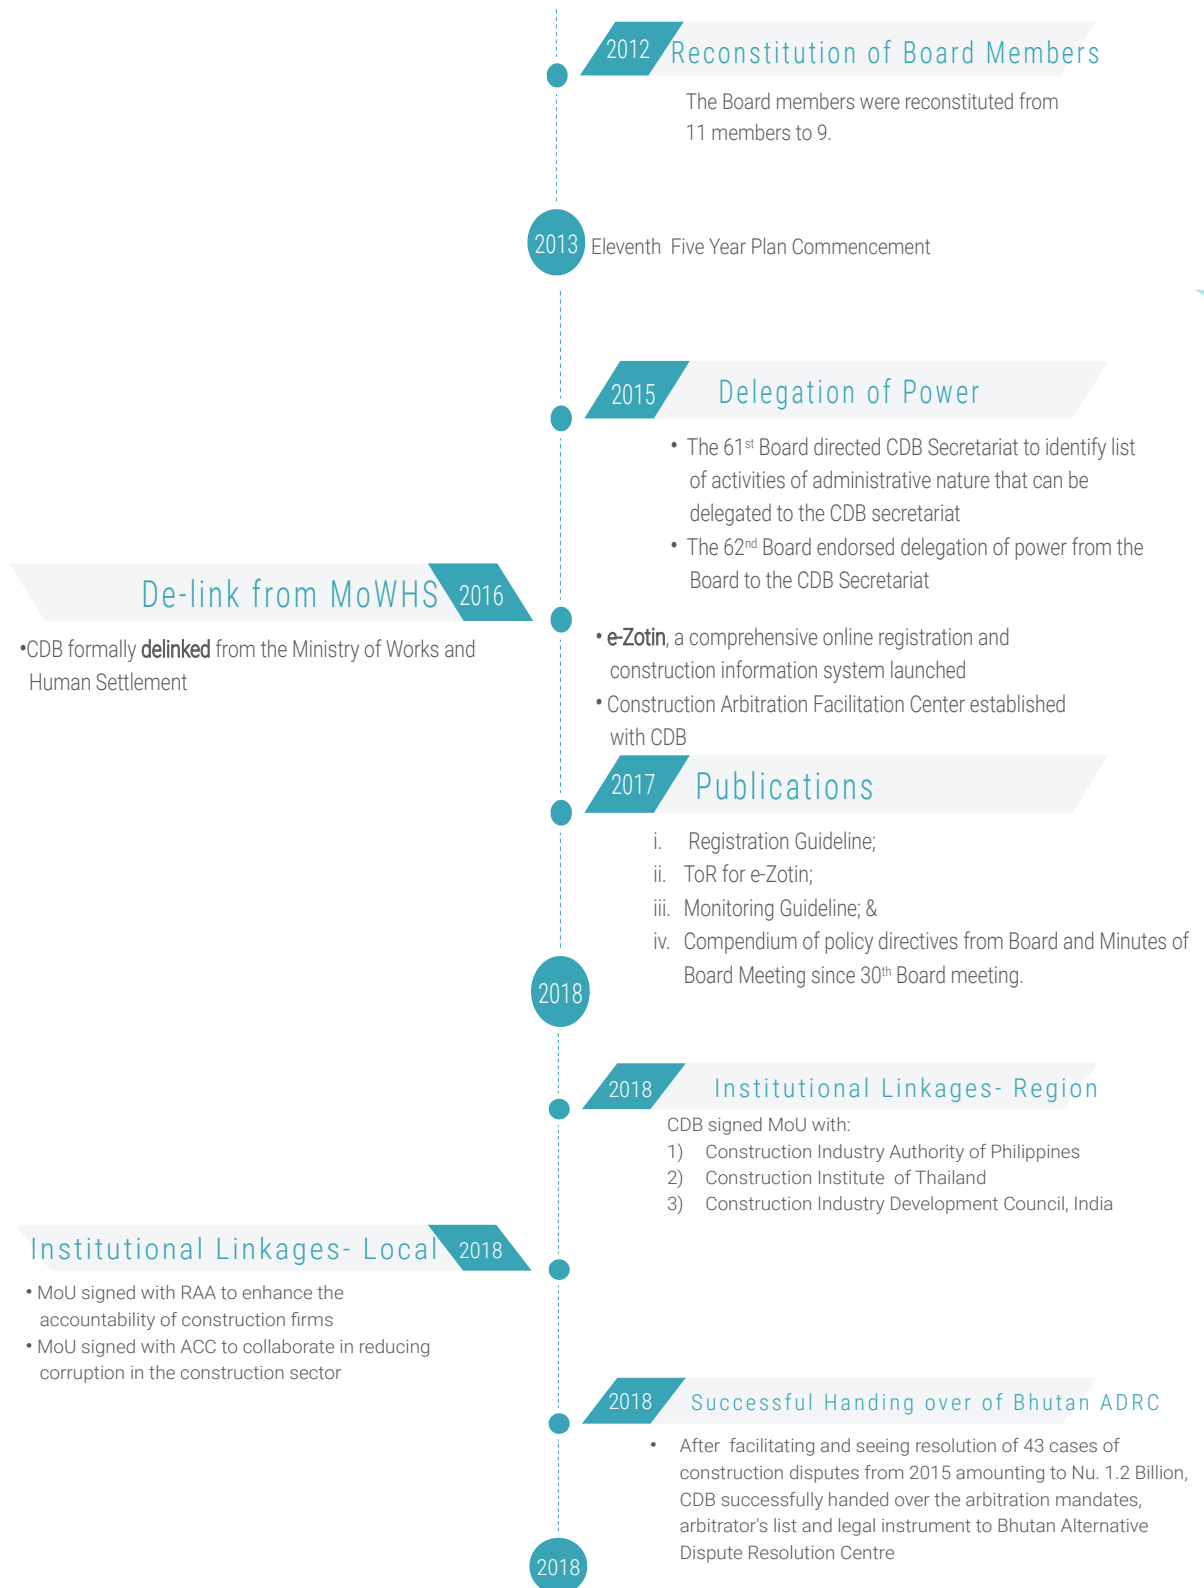 2012 Reconstitution of Board Members
The Board members were reconstituted from
11 members to 9.
2013 Eleventh Five Year Plan Commencement
2015 Delegation of Power
• The 61st Board directed CDB Secretariat to identify list
of activities of administrative nature that can be
delegated to the CDB secretariat
• The 62nd Board endorsed delegation of power from the
Board to the CDB Secretariat
De-link from MoWHS 2016
•CDB formally delinked from the Ministry of Works and
Human Settlement
• e-Zotin, a comprehensive online registration and
construction information system launched
• Construction Arbitration Facilitation Center established
with CDB
2017 Publications
i. Registration Guideline;
ii. ToR for e-Zotin;
iii. Monitoring Guideline; &
iv. Compendium of policy directives from Board and Minutes of
Board Meeting since 30th Board meeting.
2018
2018 Institutional Linkages- Region
CDB signed MoU with:
1) Construction Industry Authority of Philippines
2) Construction Institute of Thailand
3) Construction Industry Development Council, India
Institutional Linkages- Local 2018
• MoU signed with RAA to enhance the
accountability of construction firms
• MoU signed with ACC to collaborate in reducing
corruption in the construction sector
2018 Successful Handing over of Bhutan ADRC
• After facilitating and seeing resolution of 43 cases of
construction disputes from 2015 amounting to Nu. 1.2 Billion,
CDB successfully handed over the arbitration mandates,
arbitrator's list and legal instrument to Bhutan Alternative
Dispute Resolution Centre
2018